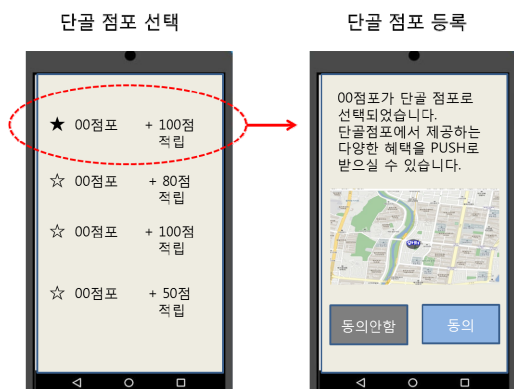 단골 점포 선택
★ 00점포 + 100점
적립
☆ 00점포 + 80점
적립
☆ 00점포 + 100점
적립
☆ 00점포 + 50점
적립
단골 점포 등록
00점포가 단골 점포로
선택되었습니다.
단골점포에서 제공하는
다양한 혜택을 PUSH로
받으실 수 있습니다.
동의안함
동의